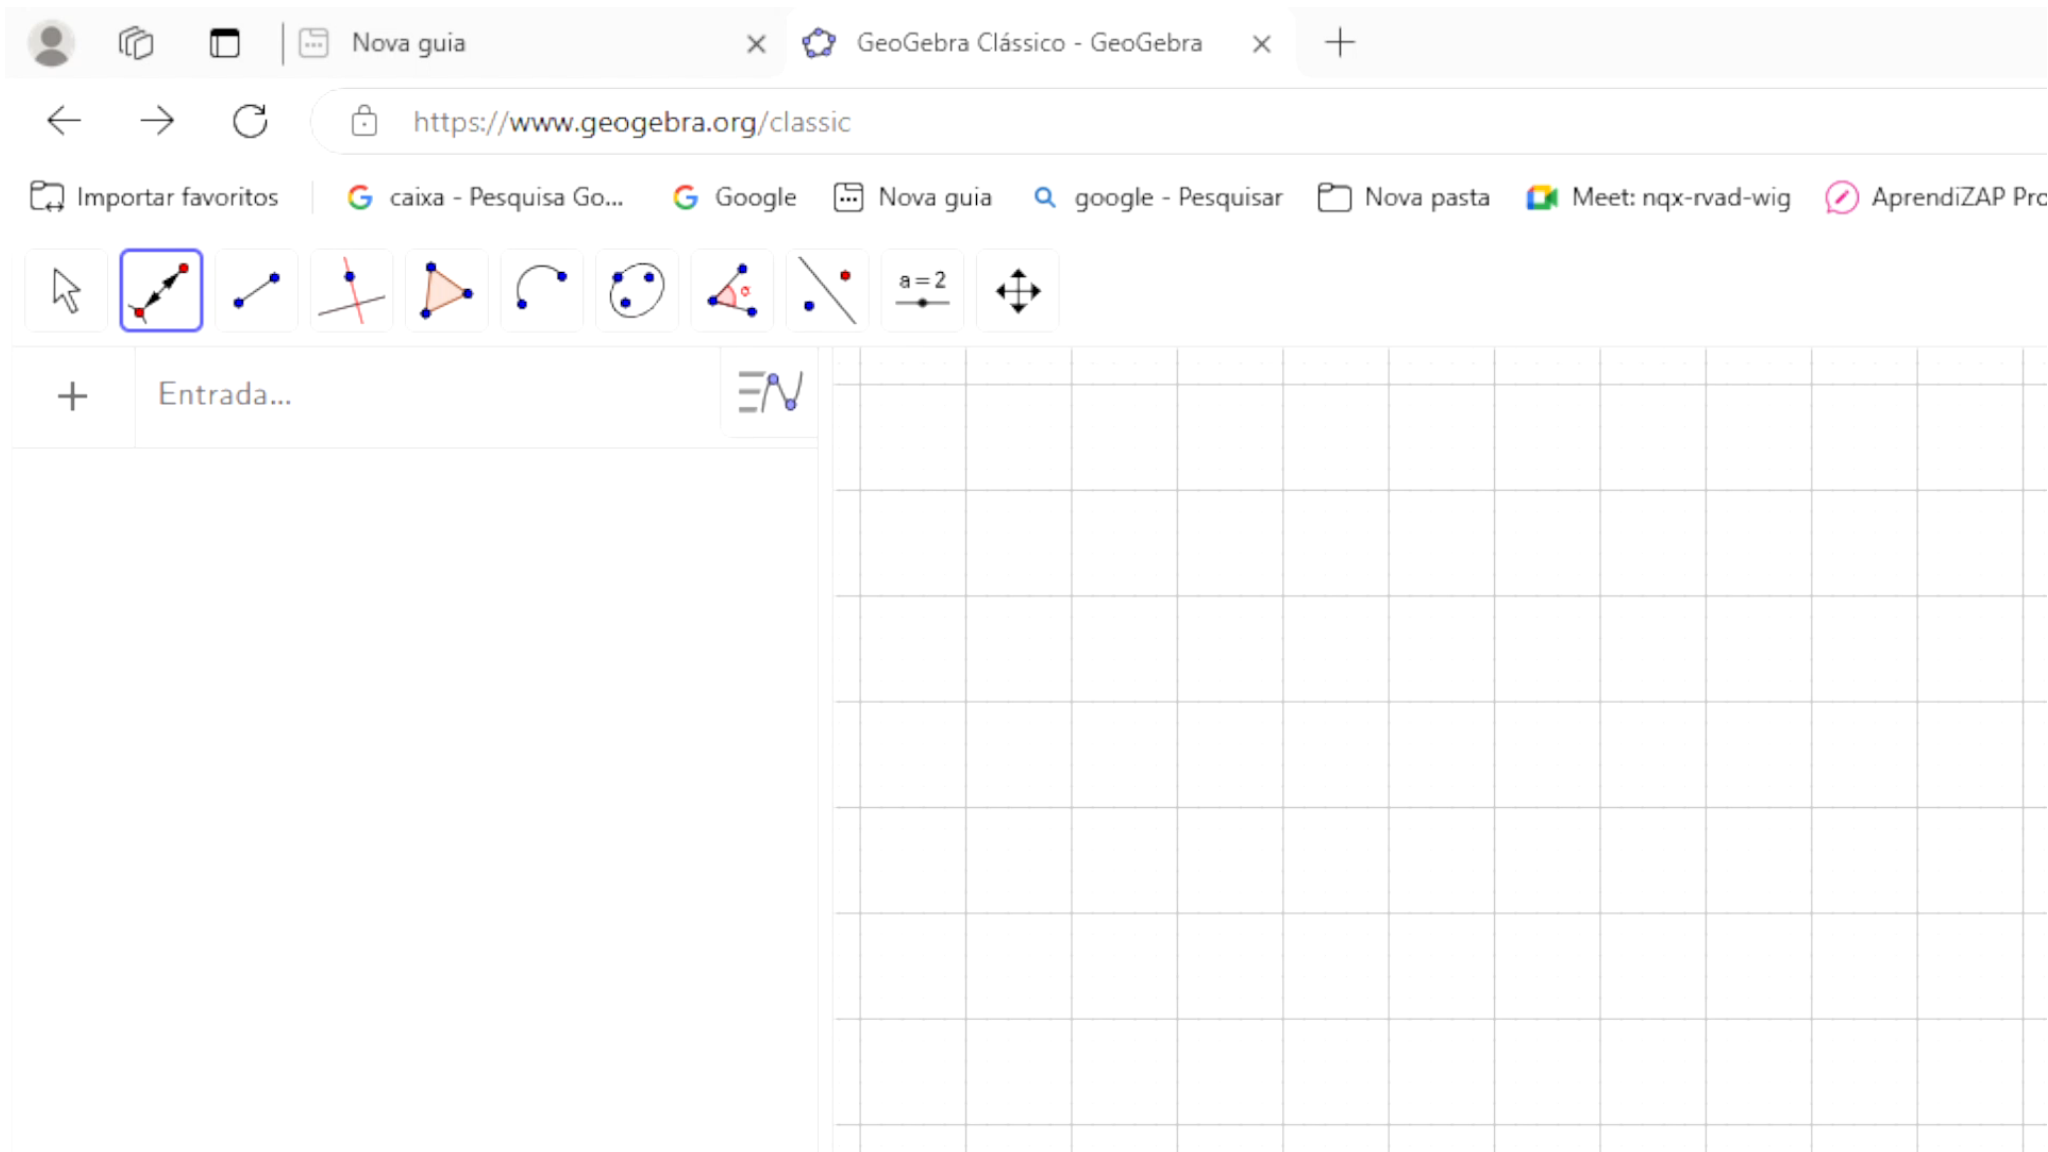 Nova guia GeoGebra Clássico - GeoGebra
https://www.geogebra.org/classic
Importar favoritos caixa - Pesquisa Go... Google Nova guia google - Pesquisar Nova pasta Meet: nqx-rvad-wig AprendiZAP Pro
α a = 2
Entrada...